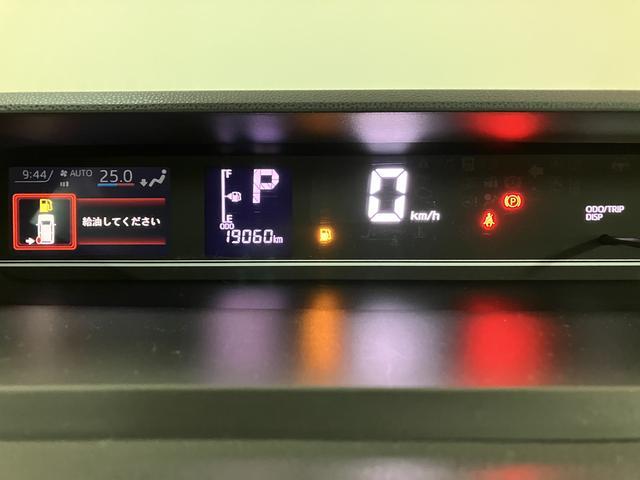 9:44
AUTO
25.0
給油してください
F
P
E
ODO
19060km
0
km/h
(P)
ODO/TRIP
DISP